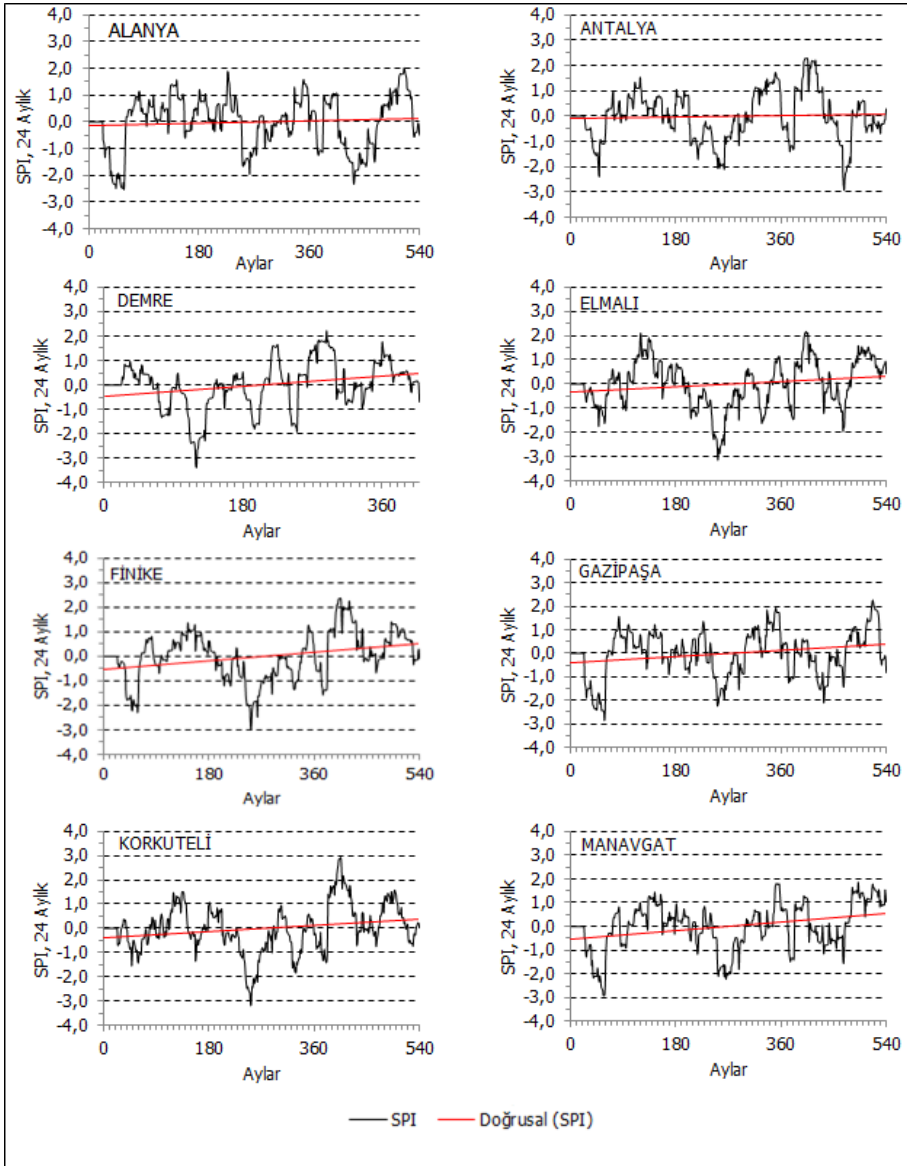 ALANYA
SPI, 24 Aylık
4,0
3,0
2,0
1,0
0,0
-1,0
-2,0
-3,0
-4,0
0 180 360 540
Aylar
ANTALYA
SPI, 24 Aylık
4,0
3,0
2,0
1,0
0,0
-1,0
-2,0
-3,0
-4,0
0 180 360 540
Aylar
DEMRE
SPI, 24 Aylık
4,0
3,0
2,0
1,0
0,0
-1,0
-2,0
-3,0
-4,0
0 180 360
Aylar
ELMALI
SPI, 24 Aylık
4,0
3,0
2,0
1,0
0,0
-1,0
-2,0
-3,0
-4,0
0 180 360 540
Aylar
FİNİKE
SPI, 24 Aylık
4,0
3,0
2,0
1,0
0,0
-1,0
-2,0
-3,0
-4,0
0 180 360 540
Aylar
GAZİPAŞA
SPI, 24 Aylık
4,0
3,0
2,0
1,0
0,0
-1,0
-2,0
-3,0
-4,0
0 180 360 540
Aylar
KORKUTELİ
SPI, 24 Aylık
4,0
3,0
2,0
1,0
0,0
-1,0
-2,0
-3,0
-4,0
0 180 360 540
Aylar
MANAVGAT
SPI, 24 Aylık
4,0
3,0
2,0
1,0
0,0
-1,0
-2,0
-3,0
-4,0
0 180 360 540
Aylar
SPI Doğrusal (SPI)